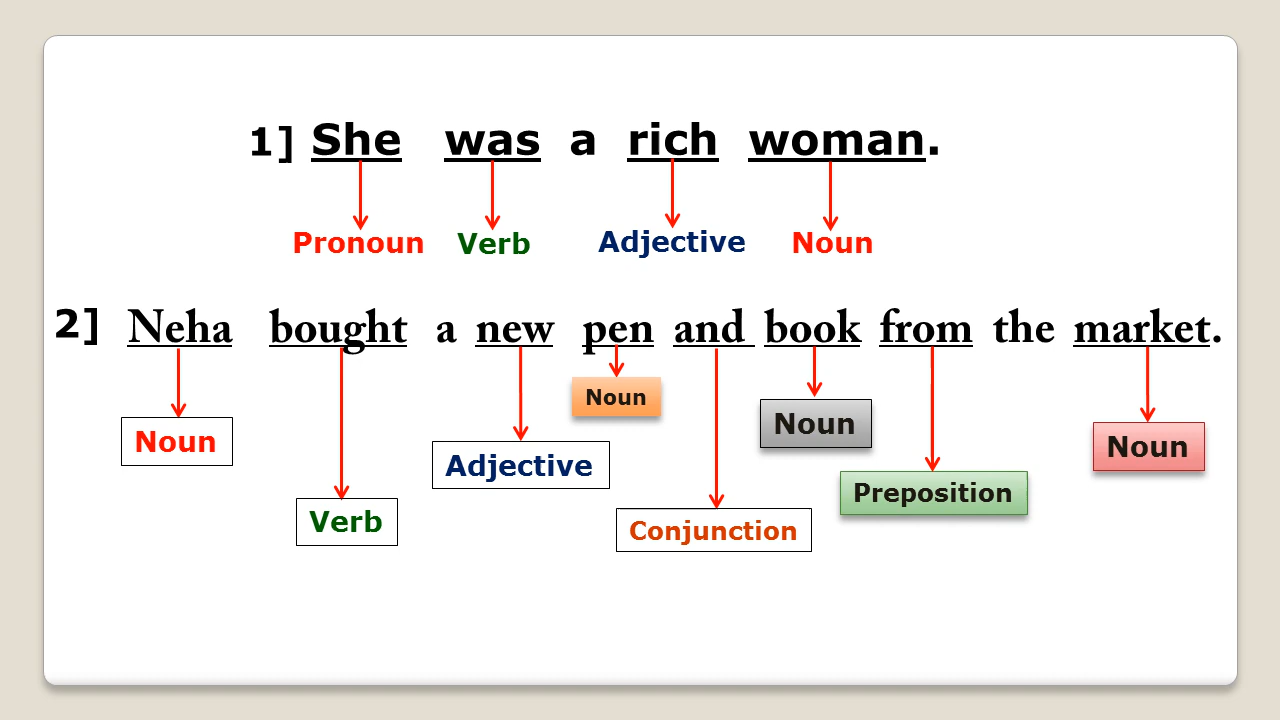 1] She was a rich woman.
Pronoun Verb Adjective Noun
2] Neha bought a new pen and book from the market.
Noun
Noun
Noun
Noun
Adjective
Preposition
Verb
Conjunction